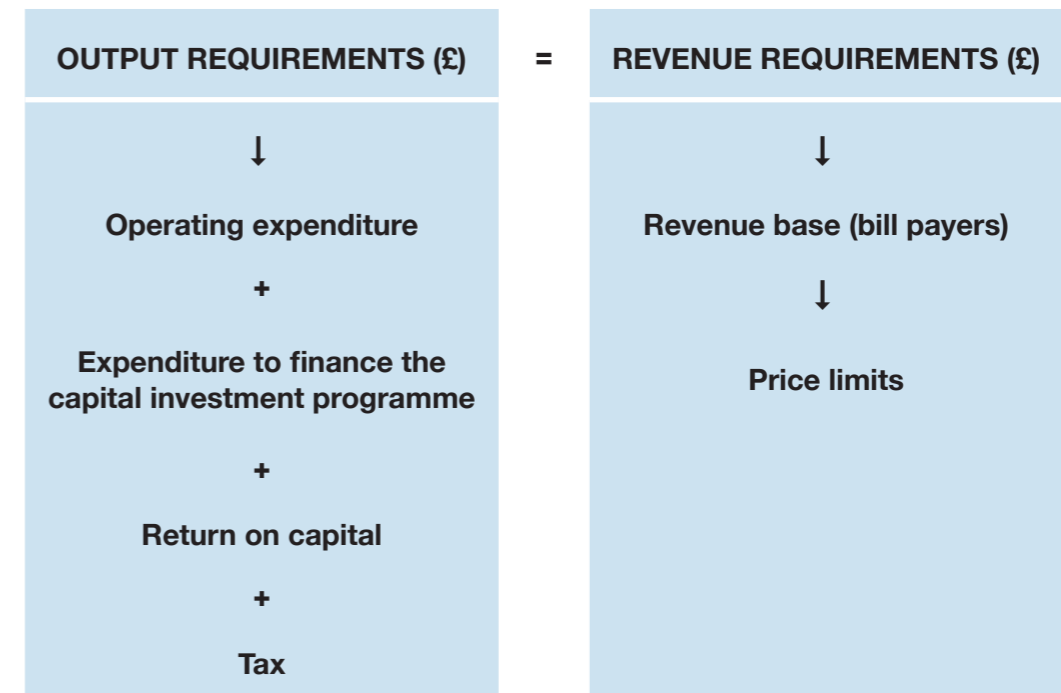 OUTPUT REQUIREMENTS (£)
=
REVENUE REQUIREMENTS (£)
↓
Operating expenditure
+
Expenditure to finance the
capital investment programme
+
Return on capital
+
Tax
↓
Revenue base (bill payers)
↓
Price limits